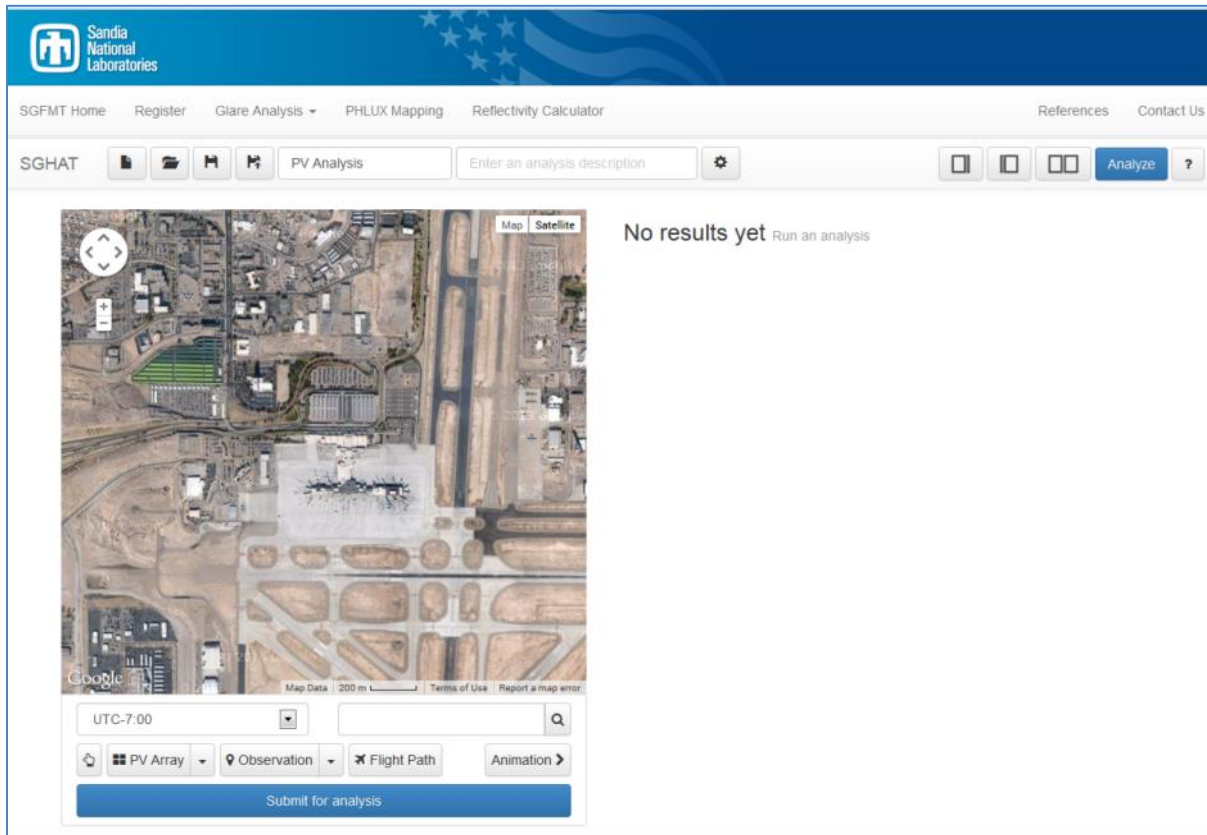 Sandia
National
Laboratories
SGFMT Home Register Glare Analysis PHLUX Mapping Reflectivity Calculator References Contact Us
SGHAT PV Analysis Enter an analysis description Analyze ?
Map Satellite
No results yet Run an analysis
Google Map Data 200 m Terms of Use Report a map error
UTC-7:00
PV Array Observation Flight Path Animation
Submit for analysis